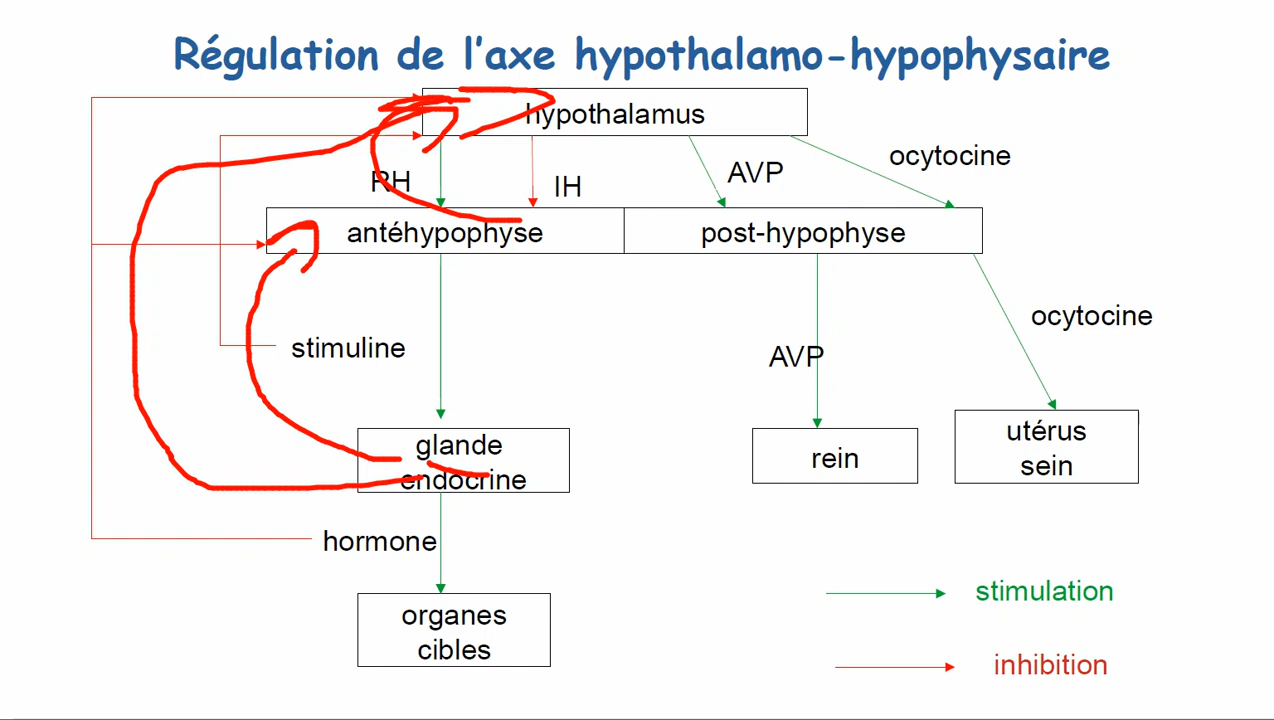 Régulation de l'axe hypothalamo-hypophysaire
hypothalamus
RH
IH
AVP
ocytocine
antéhypophyse
post-hypophyse
stimuline
AVP
ocytocine
glande
endocrine
rein
utérus
sein
hormone
organes
cibles
stimulation
inhibition